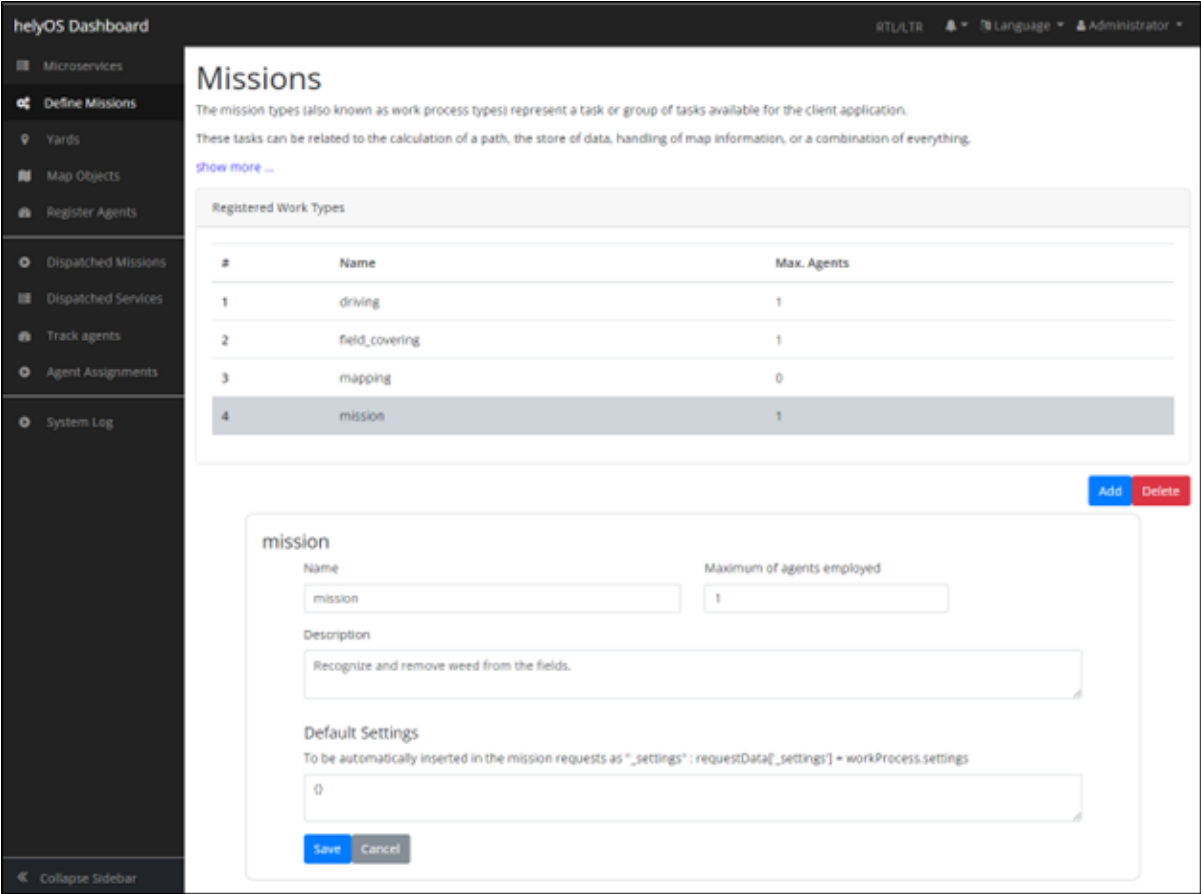 helyOS Dashboard
RTL/LTR Language Administrator
Microservices
Define Missions
Yards
Map Objects
Register Agents
Dispatched Missions
Dispatched Services
Track agents
Agent Assignments
System Log
Collapse Sidebar
Missions
The mission types (also known as work process types) represent a task or group of tasks available for the client application.
These tasks can be related to the calculation of a path, the store of data, handling of map information, or a combination of everything.
show more ...
Registered Work Types
# Name Max. Agents
1 driving 1
2 field_covering 1
3 mapping 0
4 mission 1
Add Delete
mission
Name Maximum of agents employed
mission 1
Description
Recognize and remove weed from the fields.
Default Settings
To be automatically inserted in the mission requests as "_settings" : requestData['_settings'] = workProcess.settings
{}
Save Cancel